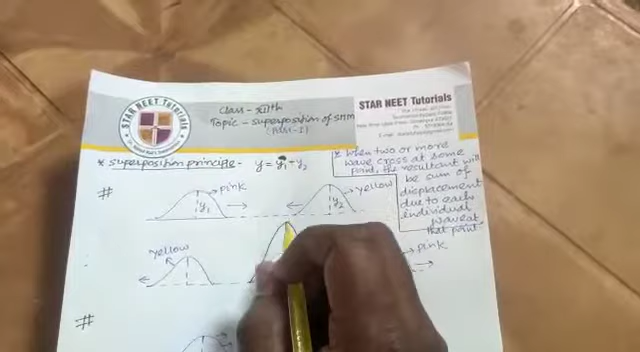 STAR NEET Tutorials
Class - XIIth
Topic - superposition of SHM
(Part-I)
STAR NEET Tutorials
* superposition principle - y = y₁ - y₂
* When two or more
wave cross at some
point, the resultant will
be sum of
displacement
due to each
individual
wave at
that point.
#
pink
y₁
yellow
y₂
yellow
pink
#